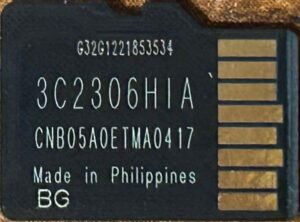 G32G1221853534
3C2306HIA
CNB05A0ETMA0417
Made in Philippines
BG